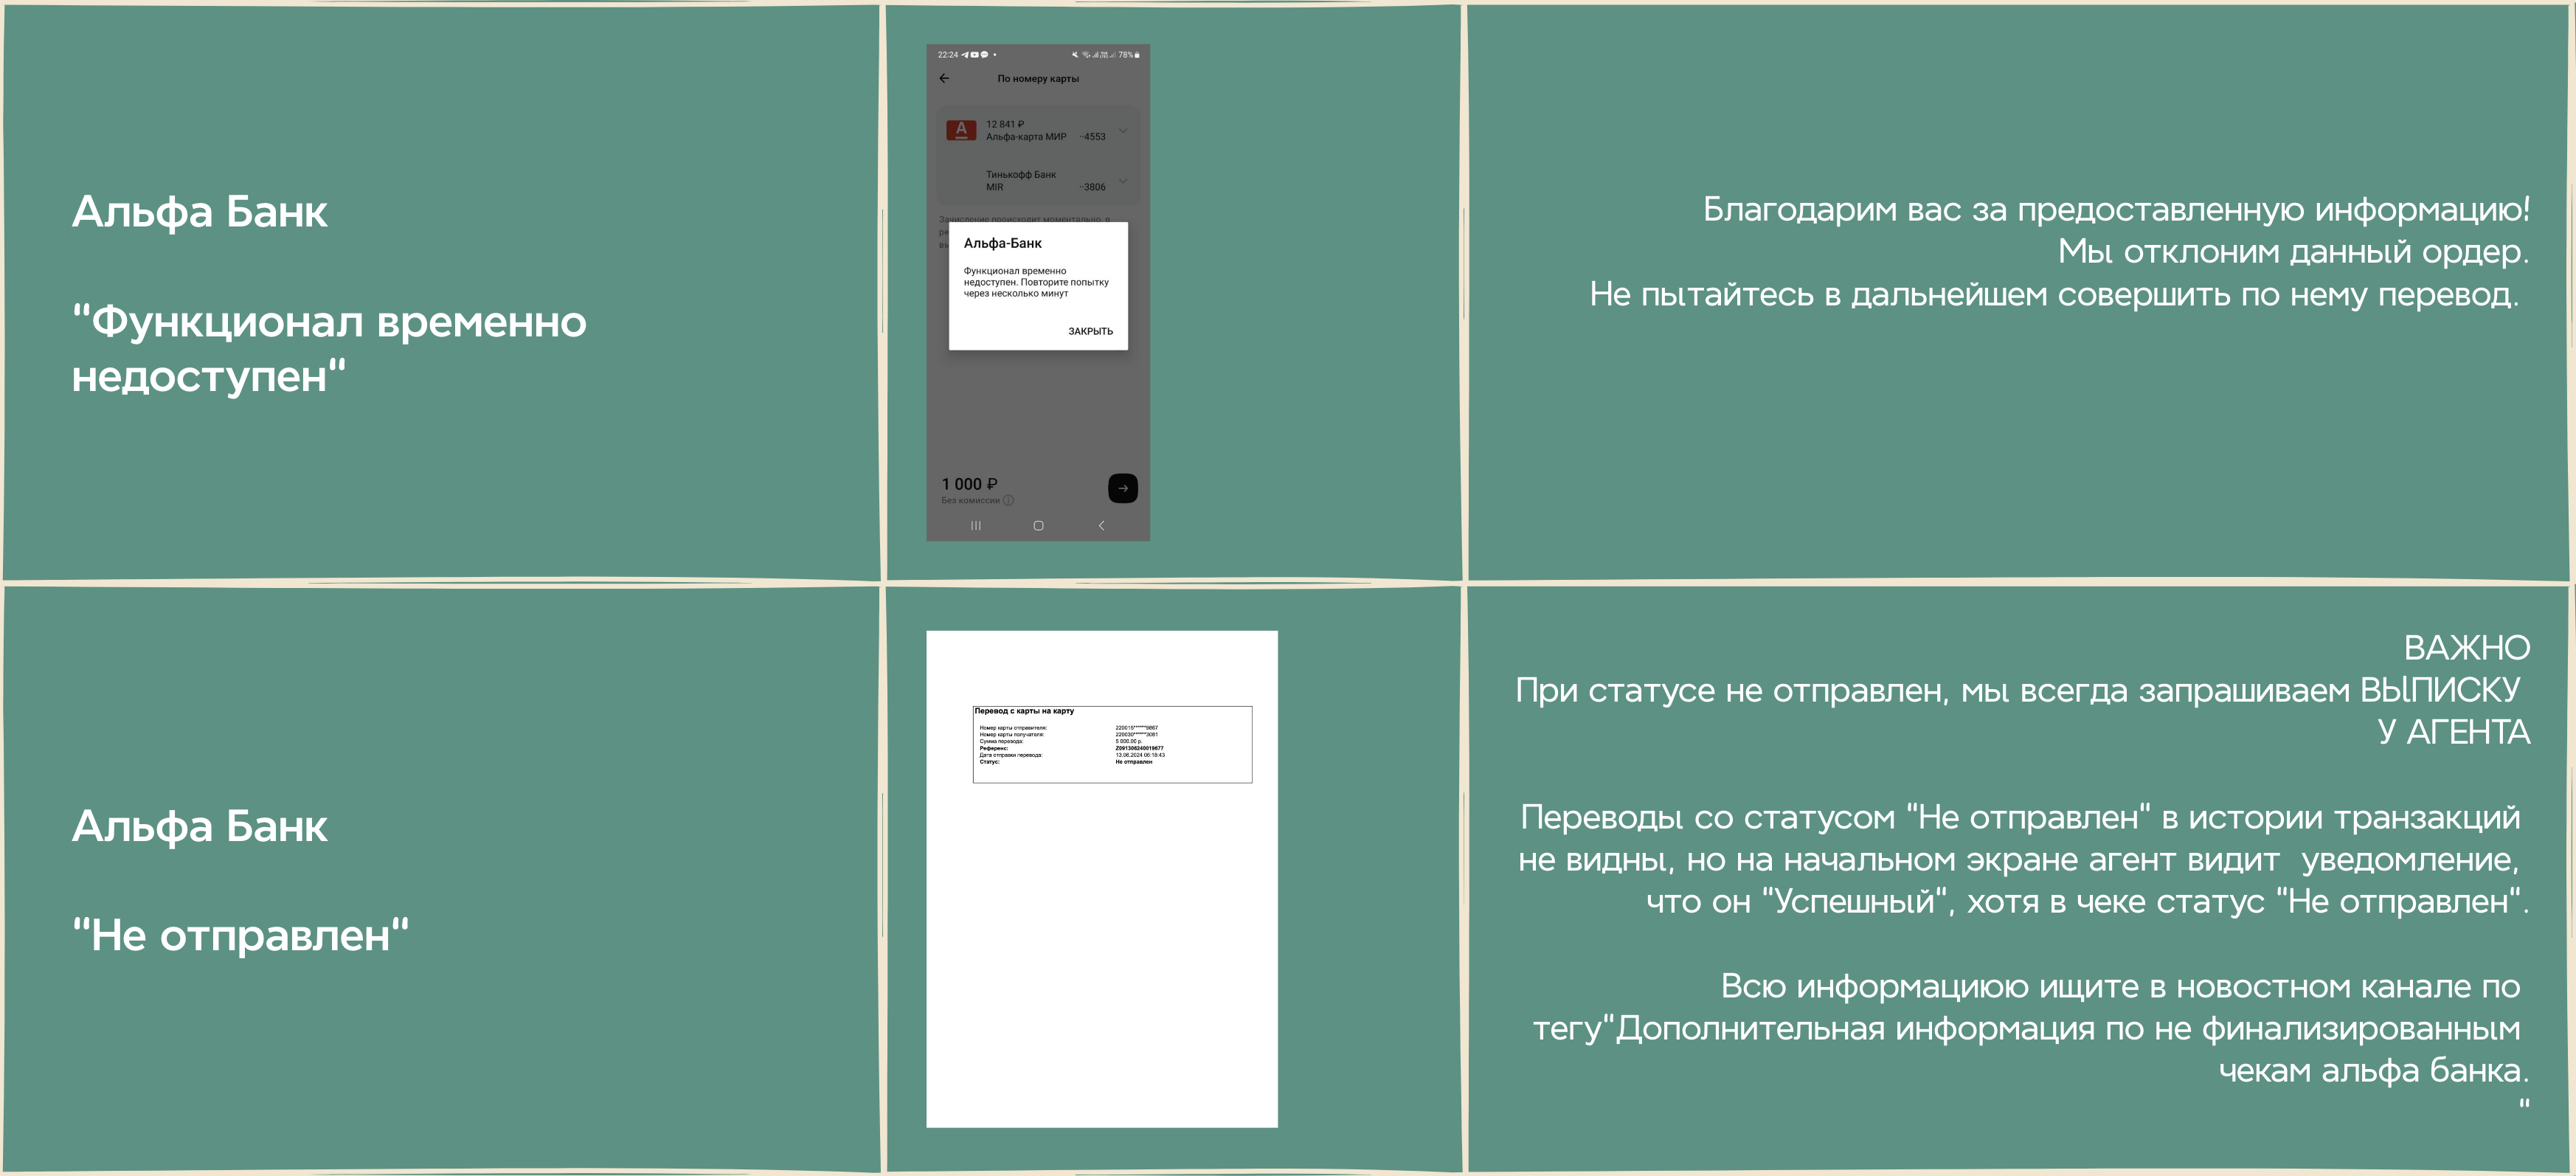 Альфа Банк
"Функционал временно
недоступен"
22:24
78%
По номеру карты
12 841 ₽
Альфа-карта МИР ··4553
Тинькофф Банк
MIR ··3806
Зачисление происходит моментально, в
Альфа-Банк
Функционал временно
недоступен. Повторите попытку
через несколько минут
ЗАКРЫТЬ
1 000 ₽
Без комиссии
Благодарим вас за предоставленную информацию!
Мы отклоним данный ордер.
Не пытайтесь в дальнейшем совершить по нему перевод.
Альфа Банк
"Не отправлен"
Перевод с карты на карту
Номер карты отправителя: 220015******9867
Номер карты получателя: 220030******3081
Сумма перевода: 5 000,00 р.
Референс: Z091306240019677
Дата отправки перевода: 13.06.2024 06:18:43
Статус: Не отправлен
ВАЖНО
При статусе не отправлен, мы всегда запрашиваем ВЫПИСКУ
У АГЕНТА
Переводы со статусом "Не отправлен" в истории транзакций
не видны, но на начальном экране агент видит уведомление,
что он "Успешный", хотя в чеке статус "Не отправлен".
Всю информациюю ищите в новостном канале по
тегу"Дополнительная информация по не финализированным
чекам альфа банка.
"